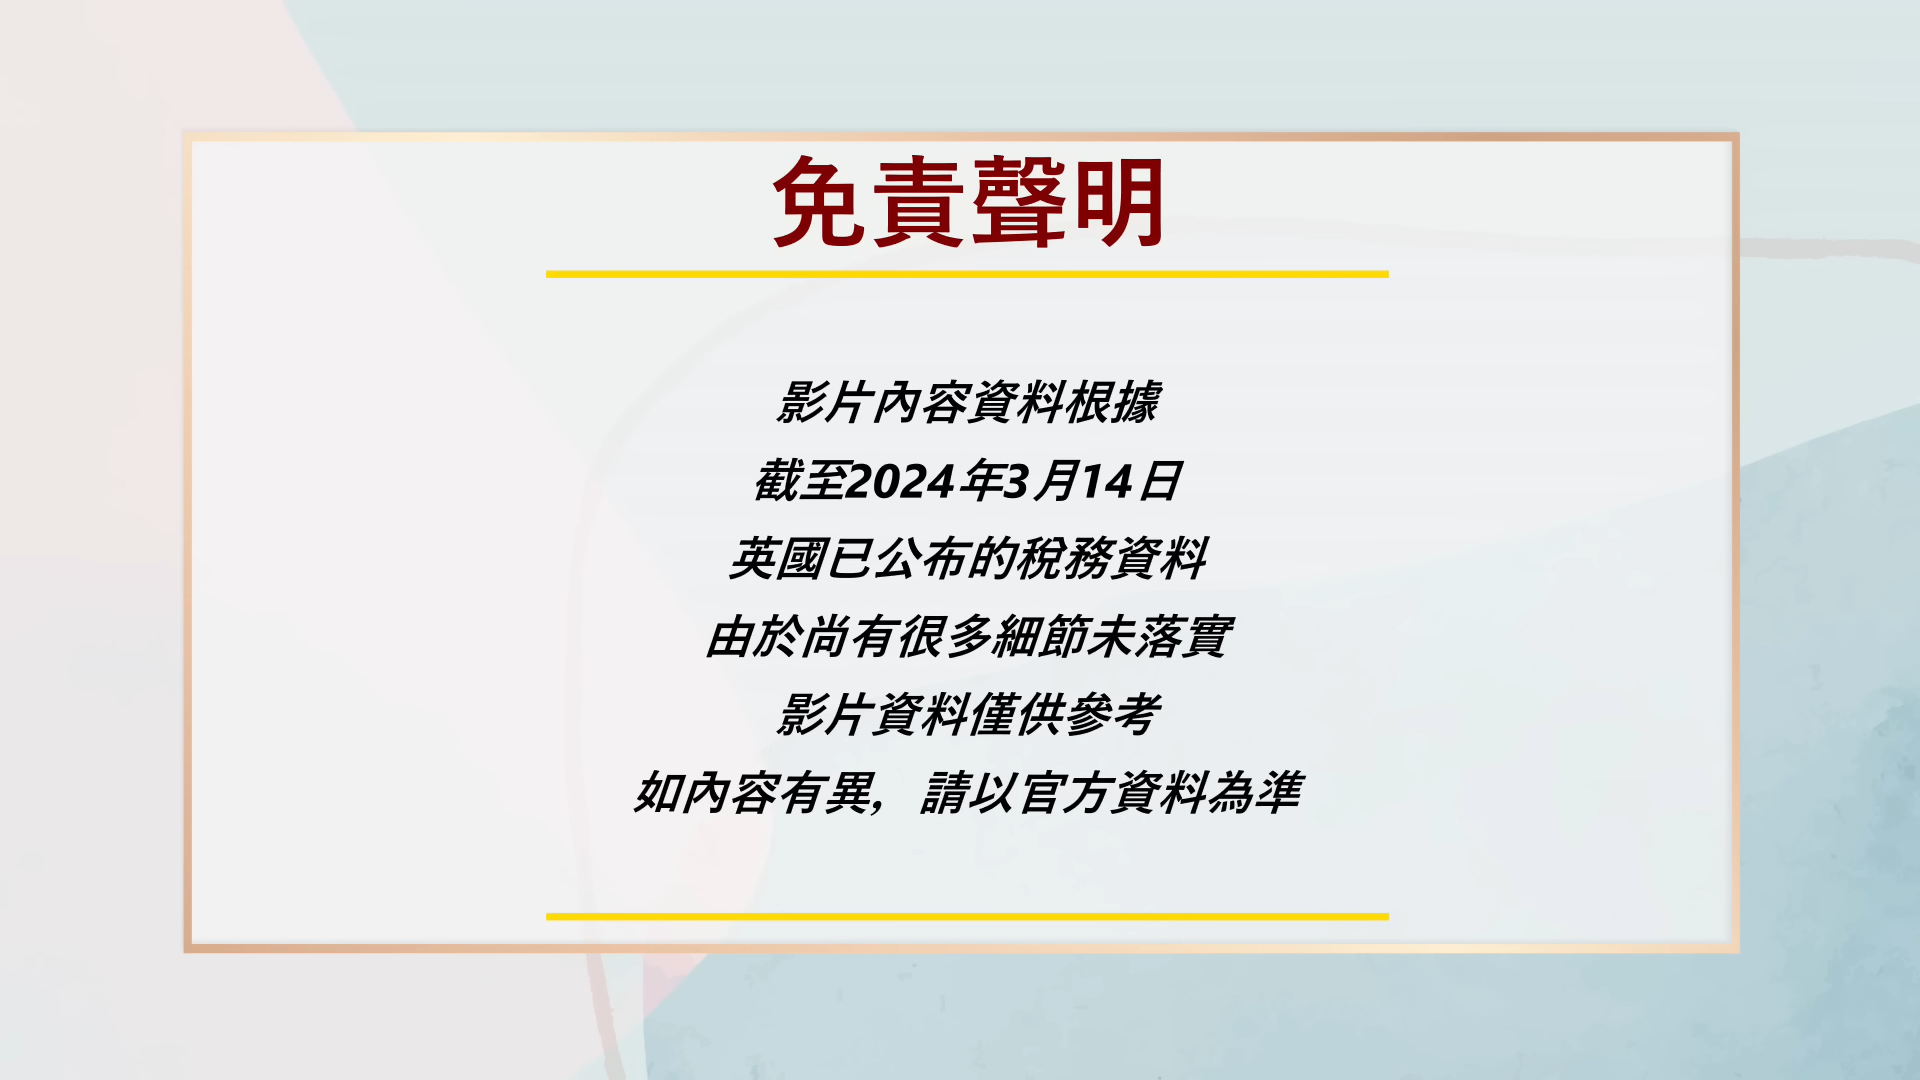 免責聲明
影片內容資料根據
截至2024年3月14日
英國已公布的稅務資料
由於尚有很多細節未落實
影片資料僅供參考
如內容有異，請以官方資料為準